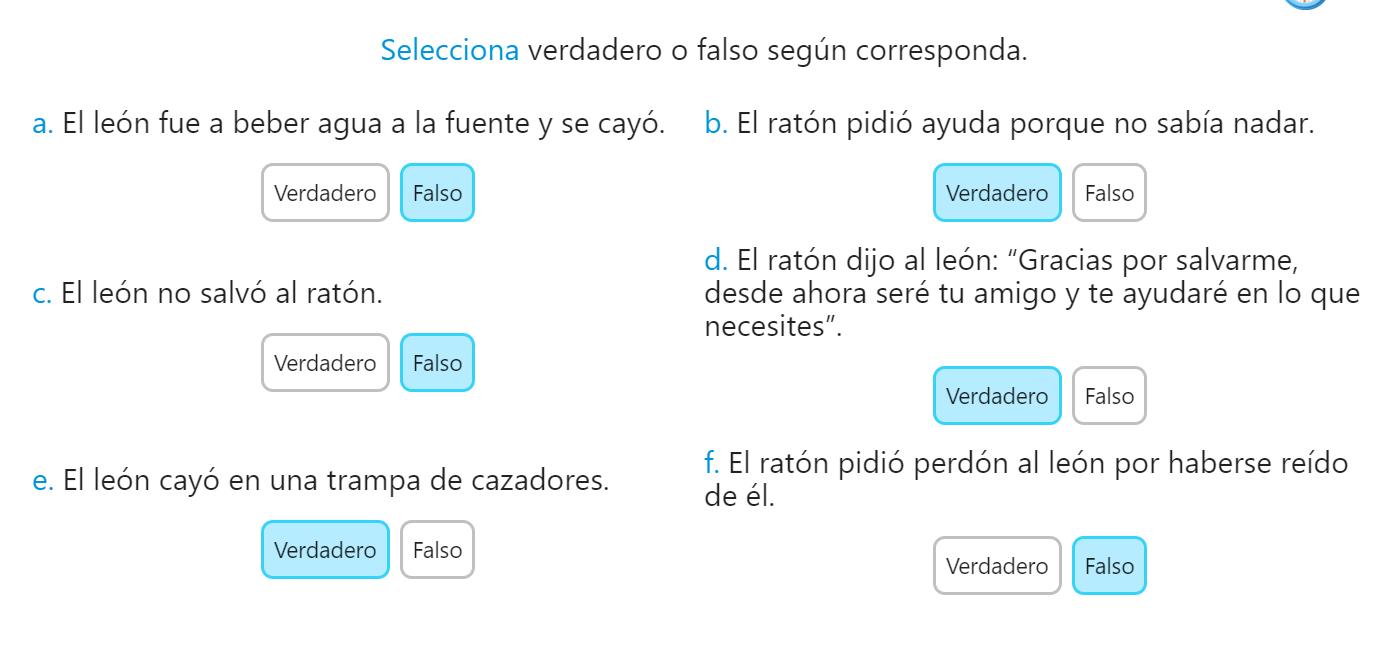 Selecciona verdadero o falso según corresponda.
a. El león fue a beber agua a la fuente y se cayó.
Verdadero Falso
b. El ratón pidió ayuda porque no sabía nadar.
Verdadero Falso
c. El león no salvó al ratón.
Verdadero Falso
d. El ratón dijo al león: “Gracias por salvarme,
desde ahora seré tu amigo y te ayudaré en lo que
necesites”.
Verdadero Falso
e. El león cayó en una trampa de cazadores.
Verdadero Falso
f. El ratón pidió perdón al león por haberse reído
de él.
Verdadero Falso